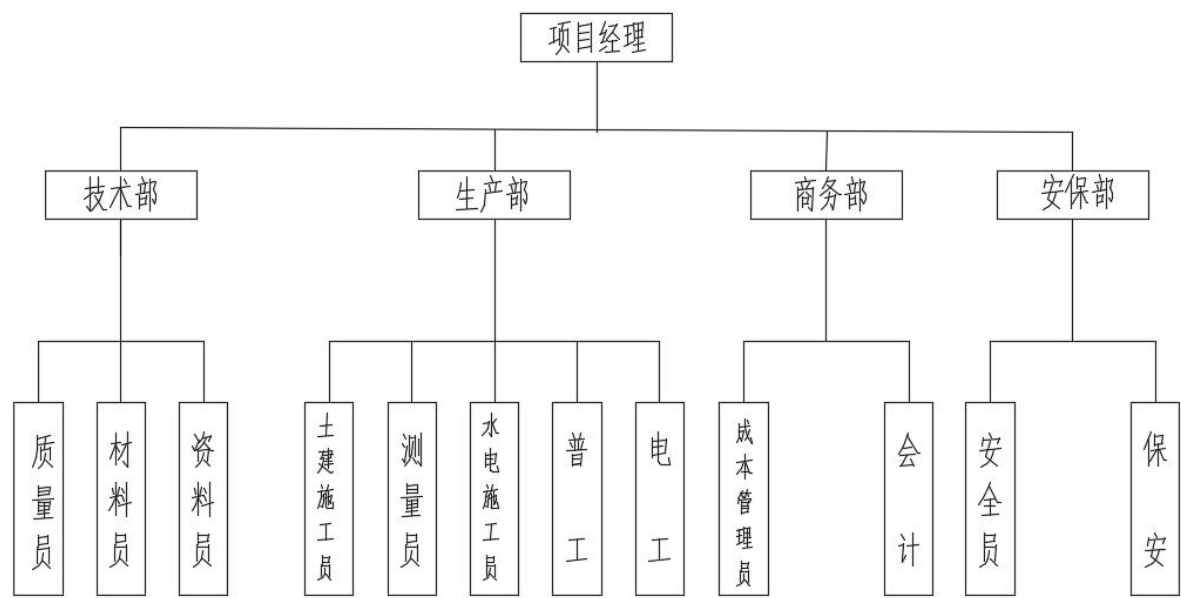 项目经理
技术部
生产部
商务部
安保部
质量员
材料员
资料员
土建施工员
测量员
水电施工员
普工
电工
成本管理员
会计
安全员
保安